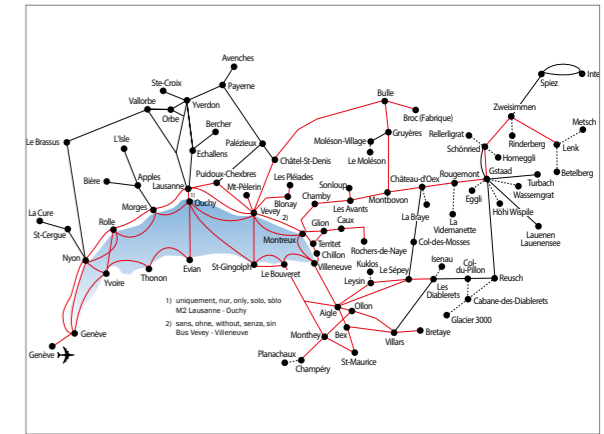 Avenches
Ste-Croix
Payerne
Vallorbe
Yverdon
Orbe
Bercher
Le Brassus
L'Isle
Echallens
Palézieux
Bulle
Broc (Fabrique)
Gruyères
Moléson-Village
Le Moléson
Châtel-St-Denis
Spiez
Inte
Zweisimmen
Metsch
Rellerligrat
Rinderberg
Schönried
Horneggli
Lenk
Betelberg
Gstaad
Turbach
Wasserngrat
Eggli
Höhi Wispile
Lauenen
Lauenensee
Bière
Apples
Lausanne
Puidoux-Chexbres
Mt-Pèlerin
Les Pléiades
Blonay
Sonloup
Chamby
Les Avants
Montbovon
Château-d'Oex
Rougemont
La Braye
La
Videmanette
Col-des-Mosses
La Cure
St-Cergue
Nyon
Rolle
Morges
1)
Ouchy
Vevey
2)
Montreux
Glion
Caux
Territet
Chillon
Villeneuve
Rochers-de-Naye
Kuklos
Leysin
Le Sépey
Isenau
Les
Diablerets
Col-
du-Pillon
Reusch
Cabane-des-Diablerets
Glacier 3000
Yvoire
Thonon
Evian
St-Gingolph
Le Bouveret
Aigle
Ollon
Monthey
Bex
Villars
Bretaye
St-Maurice
Planachaux
Champéry
Genève
Genève
1) uniquement, nur, only, solo, sòlo
M2 Lausanne - Ouchy
2) sans, ohne, without, senza, sin
Bus Vevey - Villeneuve